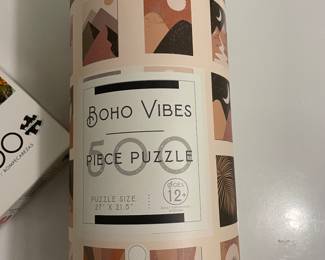 BOHO VIBES
500
PIECE PUZZLE
PUZZLE SIZE:
27" X 21.5"
AGES
12+